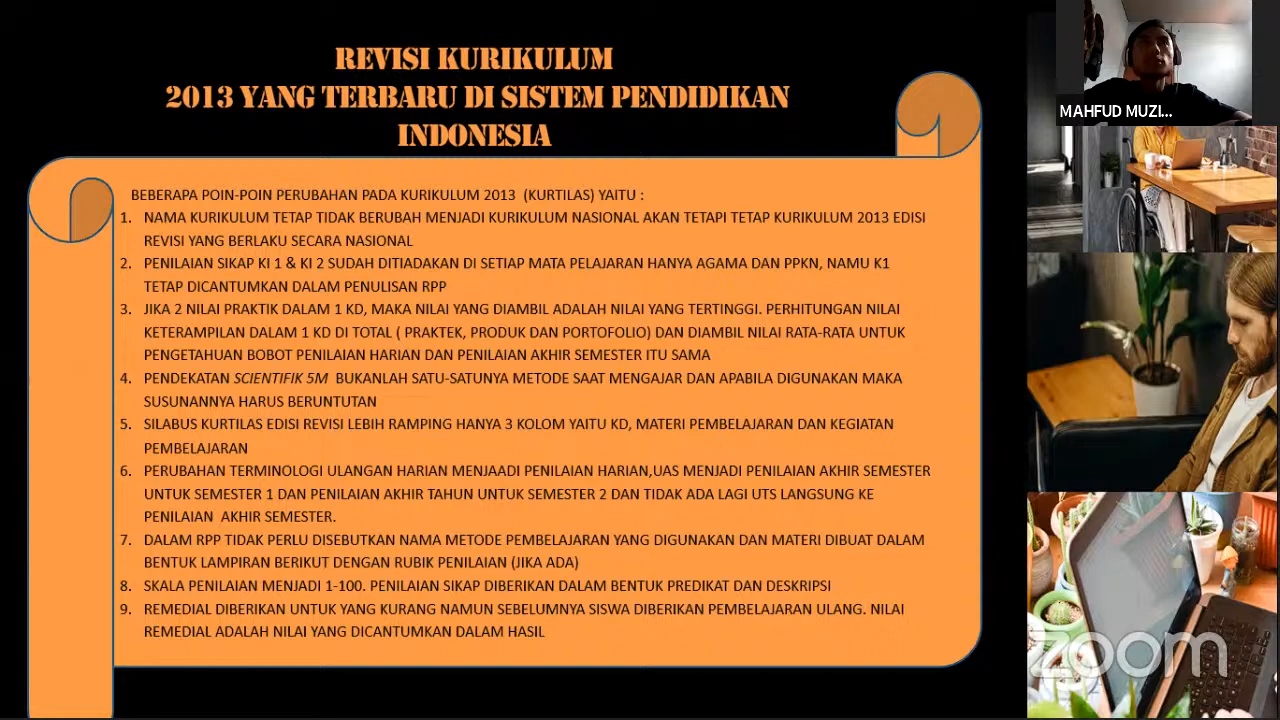 REVISI KURIKULUM
2013 YANG TERBARU DI SISTEM PENDIDIKAN
INDONESIA
BEBERAPA POIN-POIN PERUBAHAN PADA KURIKULUM 2013 (KURTILAS) YAITU :
1. NAMA KURIKULUM TETAP TIDAK BERUBAH MENJADI KURIKULUM NASIONAL AKAN TETAPI TETAP KURIKULUM 2013 EDISI
REVISI YANG BERLAKU SECARA NASIONAL
2. PENILAIAN SIKAP KI 1 & KI 2 SUDAH DITIADAKAN DI SETIAP MATA PELAJARAN HANYA AGAMA DAN PPKN, NAMU K1
TETAP DICANTUMKAN DALAM PENULISAN RPP
3. JIKA 2 NILAI PRAKTIK DALAM 1 KD, MAKA NILAI YANG DIAMBIL ADALAH NILAI YANG TERTINGGI. PERHITUNGAN NILAI
KETERAMPILAN DALAM 1 KD DI TOTAL ( PRAKTEK, PRODUK DAN PORTOFOLIO) DAN DIAMBIL NILAI RATA-RATA UNTUK
PENGETAHUAN BOBOT PENILAIAN HARIAN DAN PENILAIAN AKHIR SEMESTER ITU SAMA
4. PENDEKATAN SCIENTIFIK 5M BUKANLAH SATU-SATUNYA METODE SAAT MENGAJAR DAN APABILA DIGUNAKAN MAKA
SUSUNANNYA HARUS BERUNTUTAN
5. SILABUS KURTILAS EDISI REVISI LEBIH RAMPING HANYA 3 KOLOM YAITU KD, MATERI PEMBELAJARAN DAN KEGIATAN
PEMBELAJARAN
6. PERUBAHAN TERMINOLOGI ULANGAN HARIAN MENJAADI PENILAIAN HARIAN,UAS MENJADI PENILAIAN AKHIR SEMESTER
UNTUK SEMESTER 1 DAN PENILAIAN AKHIR TAHUN UNTUK SEMESTER 2 DAN TIDAK ADA LAGI UTS LANGSUNG KE
PENILAIAN AKHIR SEMESTER.
7. DALAM RPP TIDAK PERLU DISEBUTKAN NAMA METODE PEMBELAJARAN YANG DIGUNAKAN DAN MATERI DIBUAT DALAM
BENTUK LAMPIRAN BERIKUT DENGAN RUBIK PENILAIAN (JIKA ADA)
8. SKALA PENILAIAN MENJADI 1-100. PENILAIAN SIKAP DIBERIKAN DALAM BENTUK PREDIKAT DAN DESKRIPSI
9. REMEDIAL DIBERIKAN UNTUK YANG KURANG NAMUN SEBELUMNYA SISWA DIBERIKAN PEMBELAJARAN ULANG. NILAI
REMEDIAL ADALAH NILAI YANG DICANTUMKAN DALAM HASIL
MAHFUD MUZI...
zoom